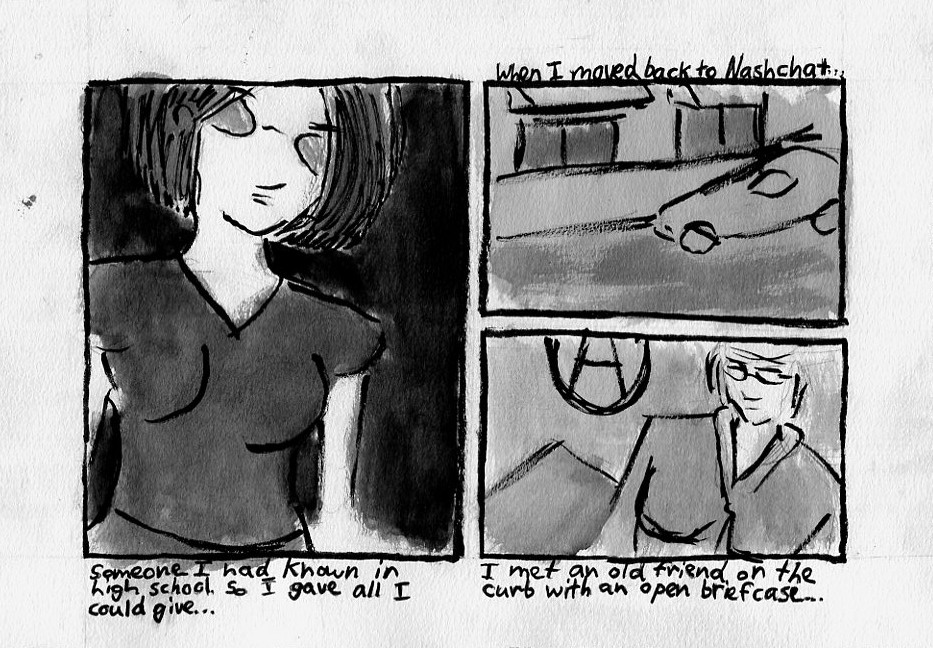 When I moved back to Nashchat...
Someone I had known in
high school. So I gave all I
could give...
I met an old friend on the
curb with an open briefcase...